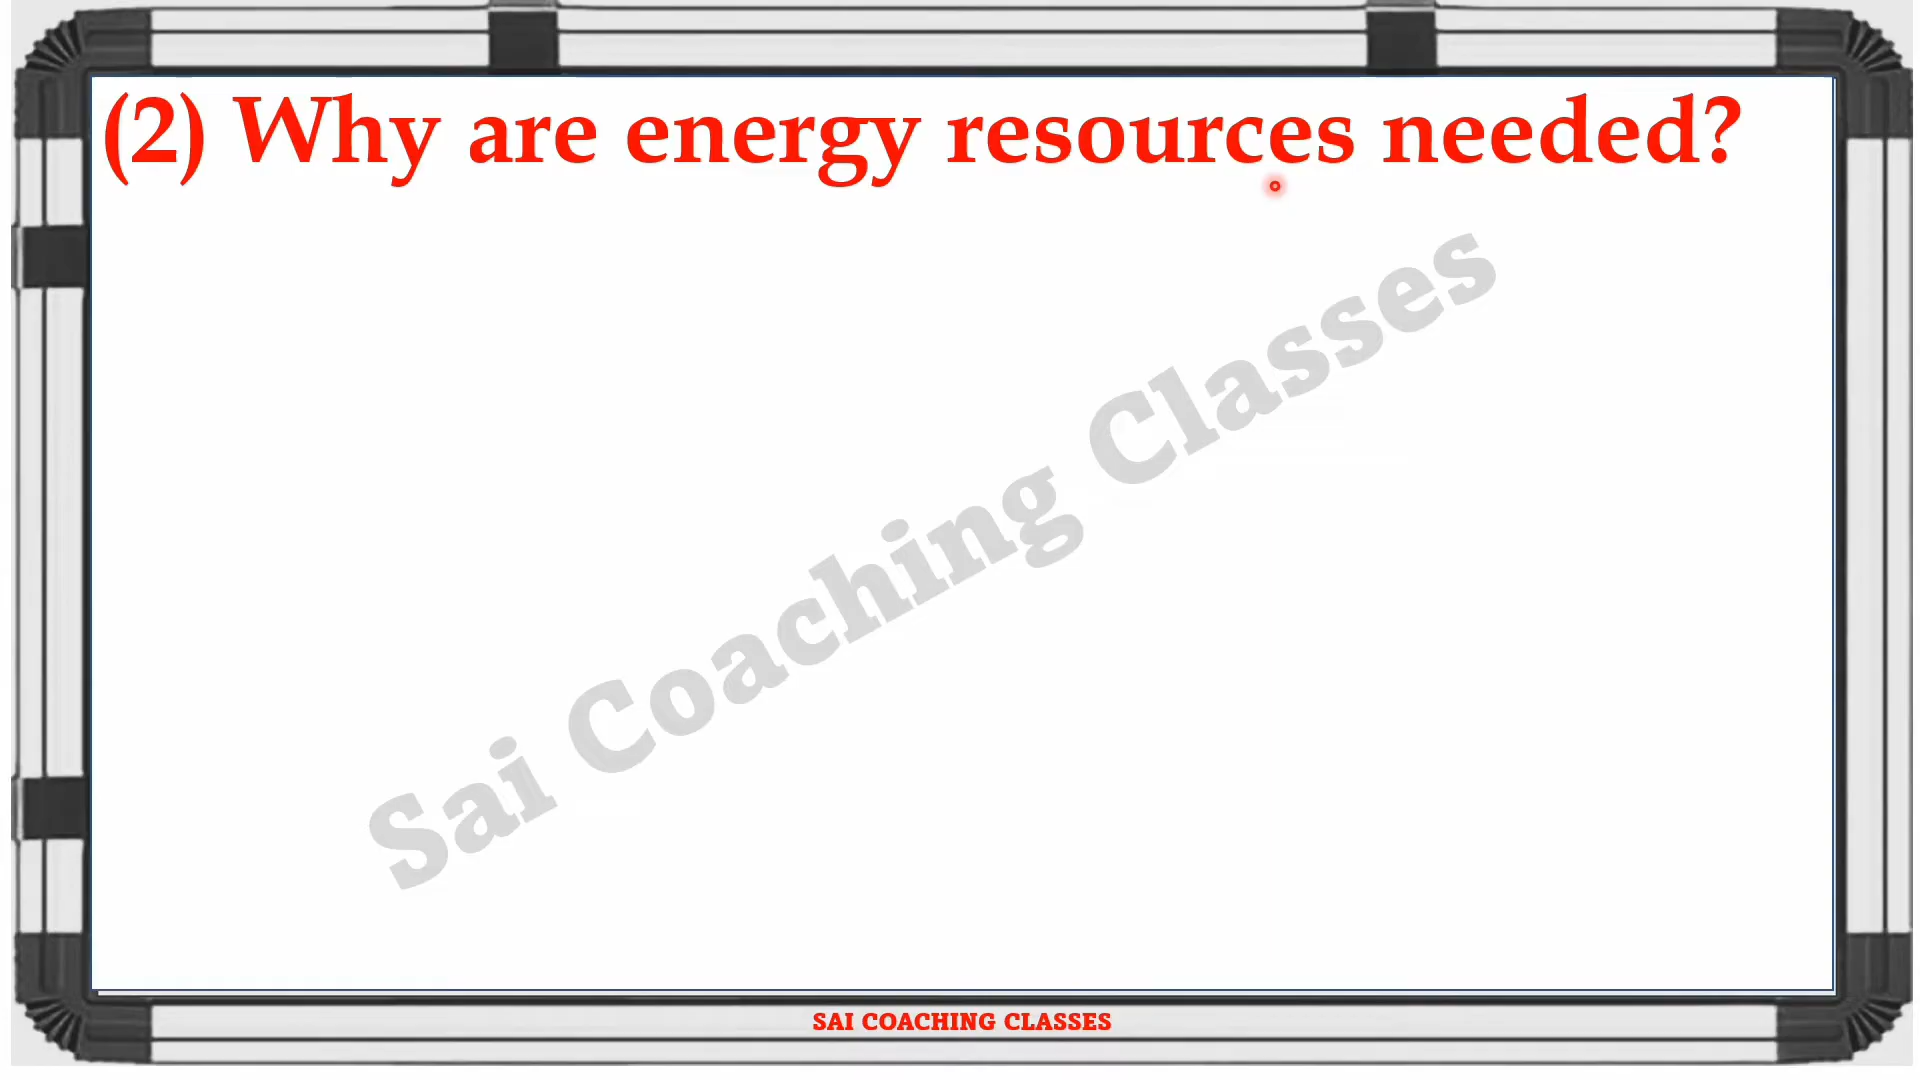 (2) Why are energy resources needed?
Sai Coaching Classes
SAI COACHING CLASSES